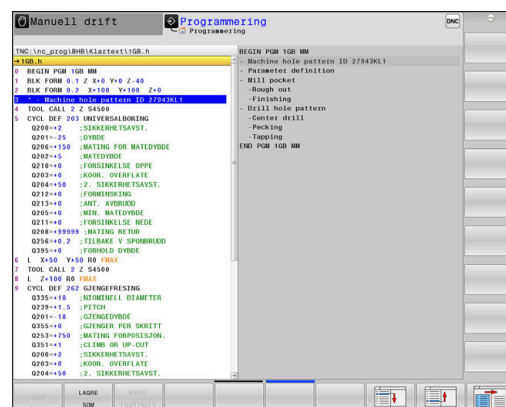 Manuell drift
Programmering
Programmering
DNC
TNC:\nc_prog\BHB\Klartext\1GB.h
→1GB.h
0 BEGIN PGM 1GB MM
1 BLK FORM 0.1 Z X+0 Y+0 Z-40
2 BLK FORM 0.2 X+100 Y+100 Z+0
3 * - Machine hole pattern ID 27943KL1
4 TOOL CALL 2 Z S4500
5 CYCL DEF 203 UNIVERSALBORING
Q200=+2 ;SIKKERHETSAVST.
Q201=-25 ;DYBDE
Q206=+150 ;MATING FOR MATEDYBDE
Q202=+5 ;MATEDYBDE
Q210=+0 ;FORSINKELSE OPPE
Q203=+0 ;KOOR. OVERFLATE
Q204=+50 ;2. SIKKERHETSAVST.
Q212=+0 ;FORMINSKING
Q213=+0 ;ANT. AVBRUDD
Q205=+0 ;MIN. MATEDYBDE
Q211=+0 ;FORSINKELSE NEDE
Q208=+99999 ;MATING RETUR
Q256=+0.2 ;TILBAKE V SPONBRUDD
Q395=+0 ;FORHOLD DYBDE
6 L X+50 Y+50 R0 FMAX
7 TOOL CALL 2 Z S4500
8 L Z+100 R0 FMAX
9 CYCL DEF 262 GJENGEFRESING
Q335=+10 ;NIOMINELL DIAMETER
Q239=+1.5 ;PITCH
Q201=-18 ;GJENGEDYBDE
Q355=+0 ;GJENGER PER SKRITT
Q253=+750 ;MATING FORPOSISJON.
Q351=+1 ;CLIMB OR UP-CUT
Q200=+2 ;SIKKERHETSAVST.
Q203=+0 ;KOOR. OVERFLATE
Q204=+50 ;2. SIKKERHETSAVST.
BEGIN PGM 1GB MM
- Machine hole pattern ID 27943KL1
- Parameter definition
- Mill pocket
-Rough out
-Finishing
- Drill hole pattern
-Center drill
-Pecking
-Tapping
END PGM 1GB MM
LAGRE
SOM